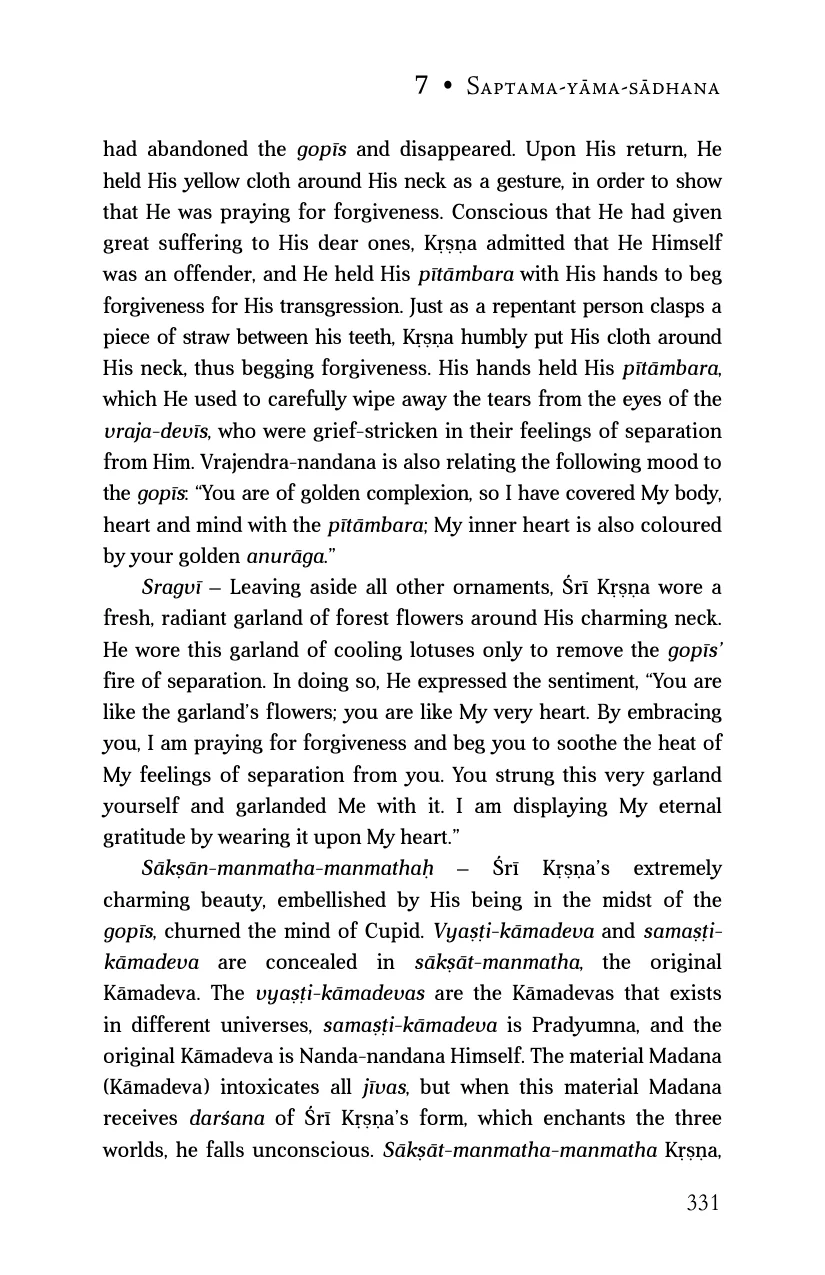 7 • Saptama-yāma-sādhana
had abandoned the gopīs and disappeared. Upon His return, He
held His yellow cloth around His neck as a gesture, in order to show
that He was praying for forgiveness. Conscious that He had given
great suffering to His dear ones, Kṛṣṇa admitted that He Himself
was an offender, and He held His pītāmbara with His hands to beg
forgiveness for His transgression. Just as a repentant person clasps a
piece of straw between his teeth, Kṛṣṇa humbly put His cloth around
His neck, thus begging forgiveness. His hands held His pītāmbara,
which He used to carefully wipe away the tears from the eyes of the
vraja-devīs, who were grief-stricken in their feelings of separation
from Him. Vrajendra-nandana is also relating the following mood to
the gopīs: “You are of golden complexion, so I have covered My body,
heart and mind with the pītāmbara; My inner heart is also coloured
by your golden anurāga.”
Sragvī – Leaving aside all other ornaments, Śrī Kṛṣṇa wore a
fresh, radiant garland of forest flowers around His charming neck.
He wore this garland of cooling lotuses only to remove the gopīs’
fire of separation. In doing so, He expressed the sentiment, “You are
like the garland’s flowers; you are like My very heart. By embracing
you, I am praying for forgiveness and beg you to soothe the heat of
My feelings of separation from you. You strung this very garland
yourself and garlanded Me with it. I am displaying My eternal
gratitude by wearing it upon My heart.”
Sākṣān-manmatha-manmathaḥ – Śrī Kṛṣṇa’s extremely
charming beauty, embellished by His being in the midst of the
gopīs, churned the mind of Cupid. Vyaṣṭi-kāmadeva and samaṣṭi-
kāmadeva are concealed in sākṣāt-manmatha, the original
Kāmadeva. The vyaṣṭi-kāmadevas are the Kāmadevas that exists
in different universes, samaṣṭi-kāmadeva is Pradyumna, and the
original Kāmadeva is Nanda-nandana Himself. The material Madana
(Kāmadeva) intoxicates all jīvas, but when this material Madana
receives darśana of Śrī Kṛṣṇa’s form, which enchants the three
worlds, he falls unconscious. Sākṣāt-manmatha-manmatha Kṛṣṇa,
331